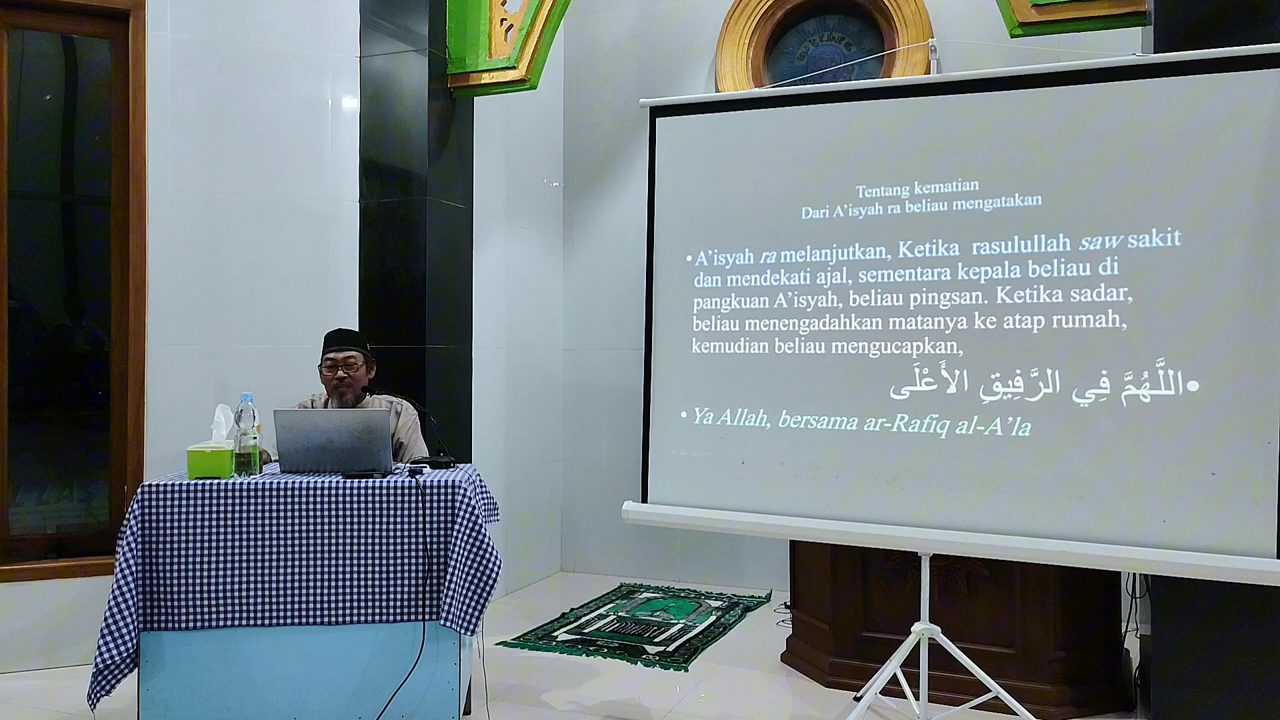 Tentang kematian
Dari A'isyah ra beliau mengatakan
• A'isyah ra melanjutkan, Ketika rasulullah saw sakit
dan mendekati ajal, sementara kepala beliau di
pangkuan A'isyah, beliau pingsan. Ketika sadar,
beliau menengadahkan matanya ke atap rumah,
kemudian beliau mengucapkan,
•اللَّهُمَّ فِي الرَّفِيقِ الأَعْلَى
• Ya Allah, bersama ar-Rafiq al-A'la